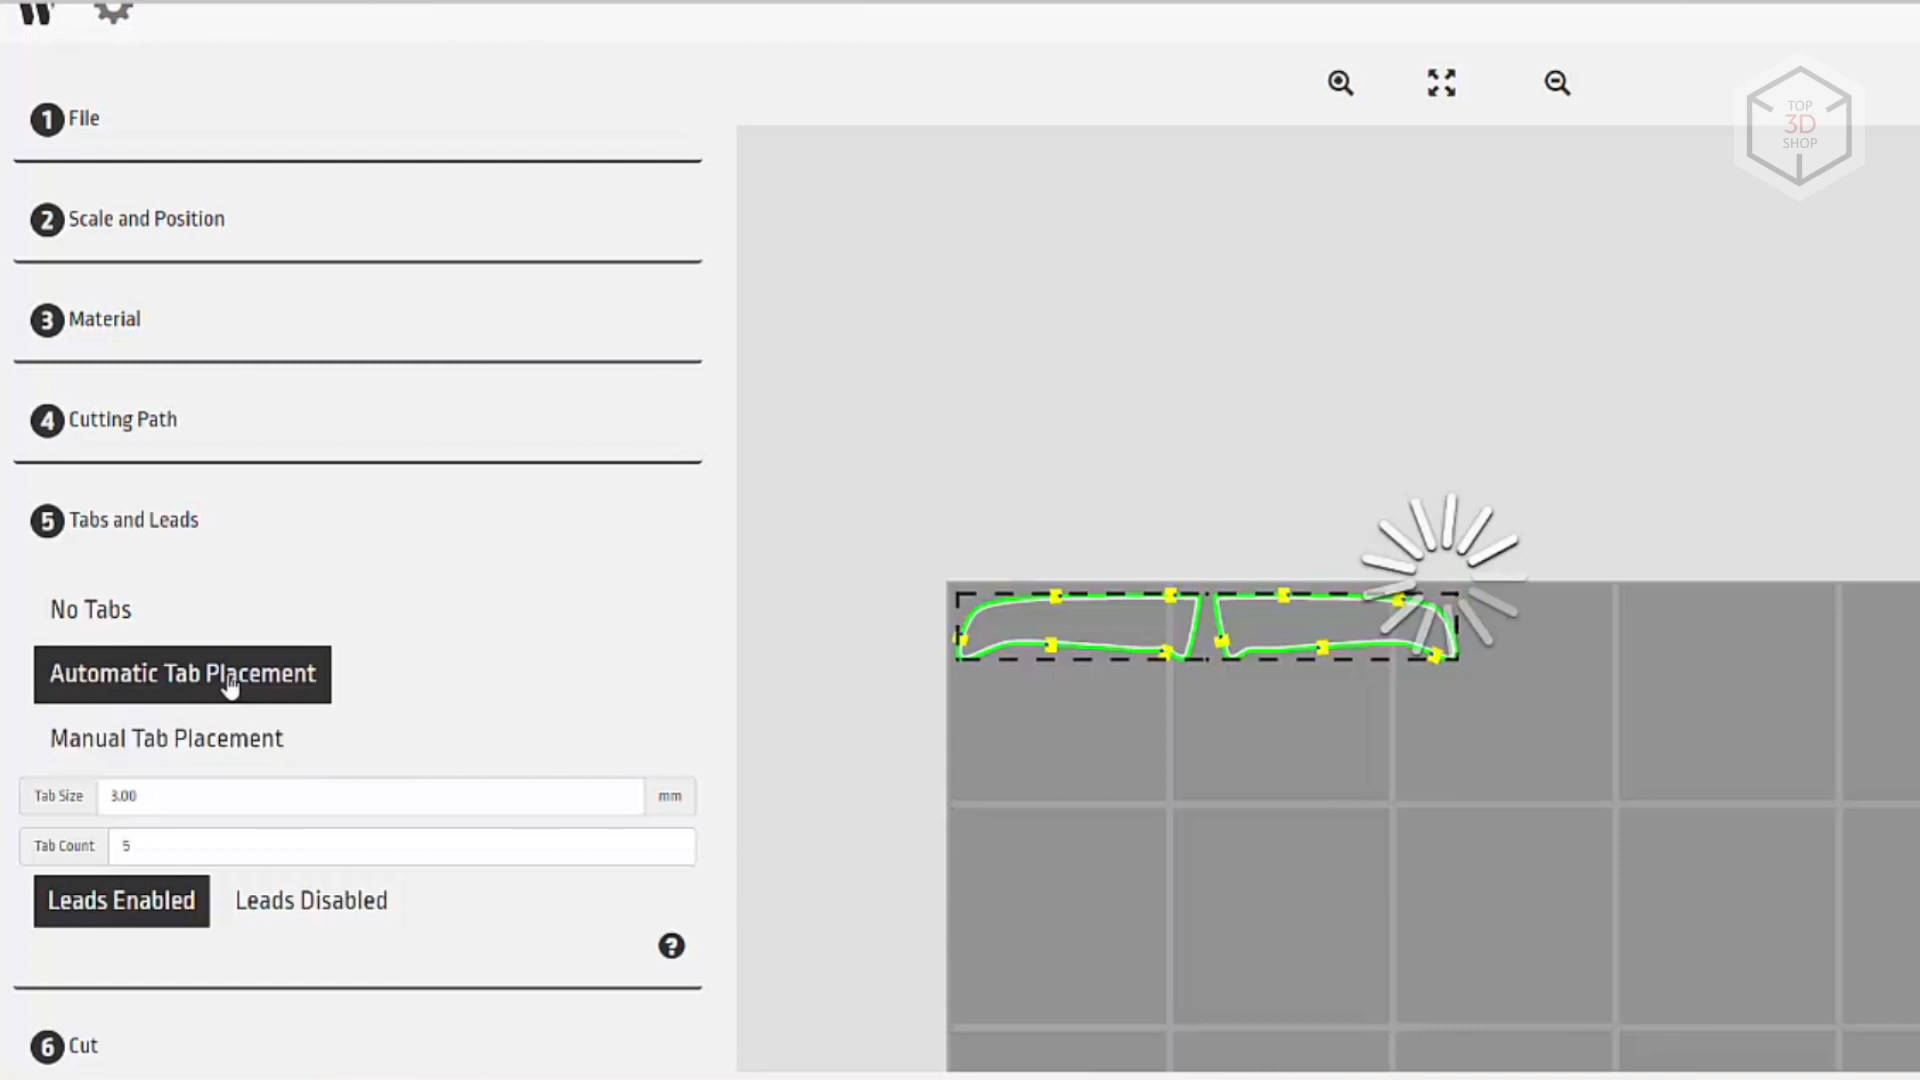 1 File
2 Scale and Position
3 Material
4 Cutting Path
5 Tabs and Leads
No Tabs
Automatic Tab Placement
Manual Tab Placement
Tab Size 3.00 mm
Tab Count 5
Leads Enabled Leads Disabled
?
6 Cut
TOP
3D
SHOP